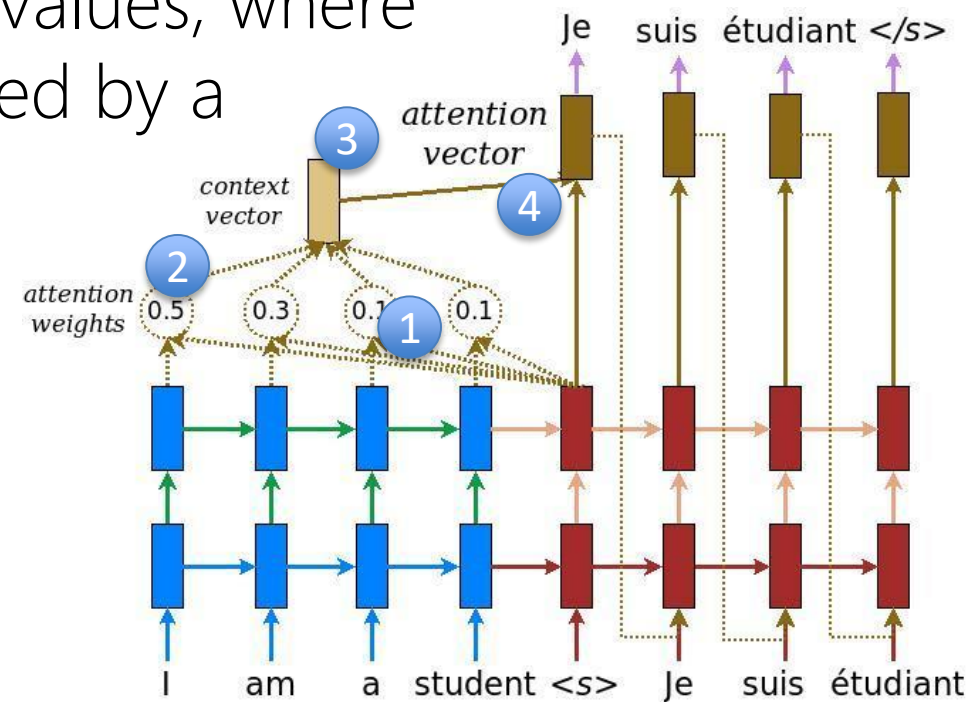 values, where
ed by a
Je suis étudiant </s>
attention
vector
3
context
vector
4
2
attention
weights
0.5 0.3 0.1 0.1
1
I am a student <s> Je suis étudiant